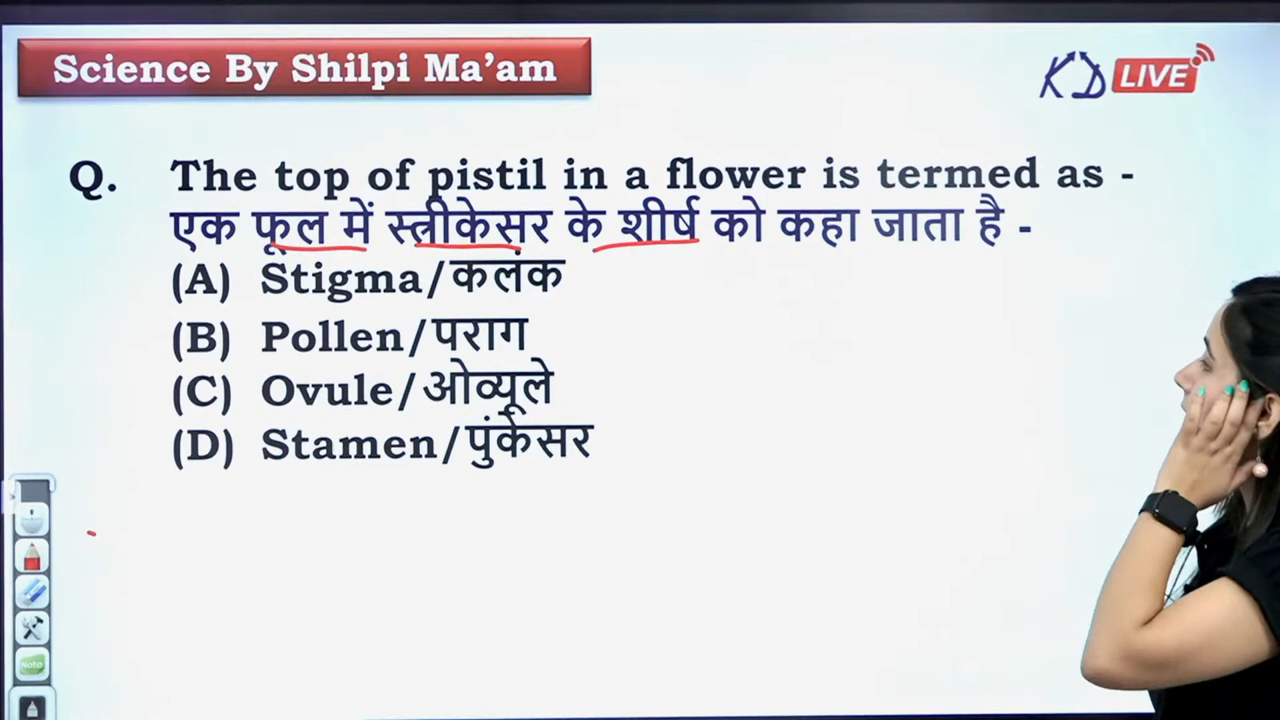 Science By Shilpi Ma’am
KD LIVE
Q. The top of pistil in a flower is termed as -
एक फूल में स्त्रीकेसर के शीर्ष को कहा जाता है -
(A) Stigma/कलंक
(B) Pollen/पराग
(C) Ovule/ओव्यूले
(D) Stamen/पुंकेसर
Note